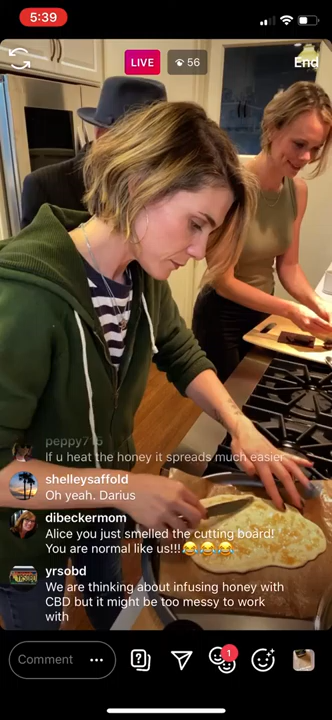 5:39
LIVE
56
End
peppy715
If u heat the honey it spreads much easier.
shelleysaffold
Oh yeah. Darius
dibeckermom
Alice you just smelled the cutting board!
You are normal like us!!!😂😂😂
yrsobd
We are thinking about infusing honey with
CBD but it might be too messy to work
with
Comment
1